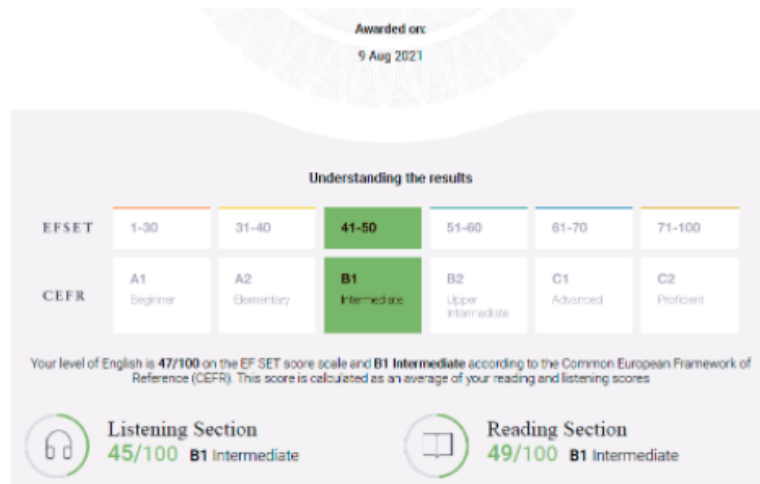 Awarded on:
9 Aug 2021
Understanding the results
EFSET 1-30 31-40 41-50 51-60 61-70 71-100
CEFR A1 A2 B1 B2 C1 C2
Beginner Elementary Intermediate Upper Intermediate Advanced Proficient
Your level of English is 47/100 on the EF SET score scale and B1 Intermediate according to the Common European Framework of
Reference (CEFR). This score is calculated as an average of your reading and listening scores
Listening Section Reading Section
45/100 B1 Intermediate 49/100 B1 Intermediate